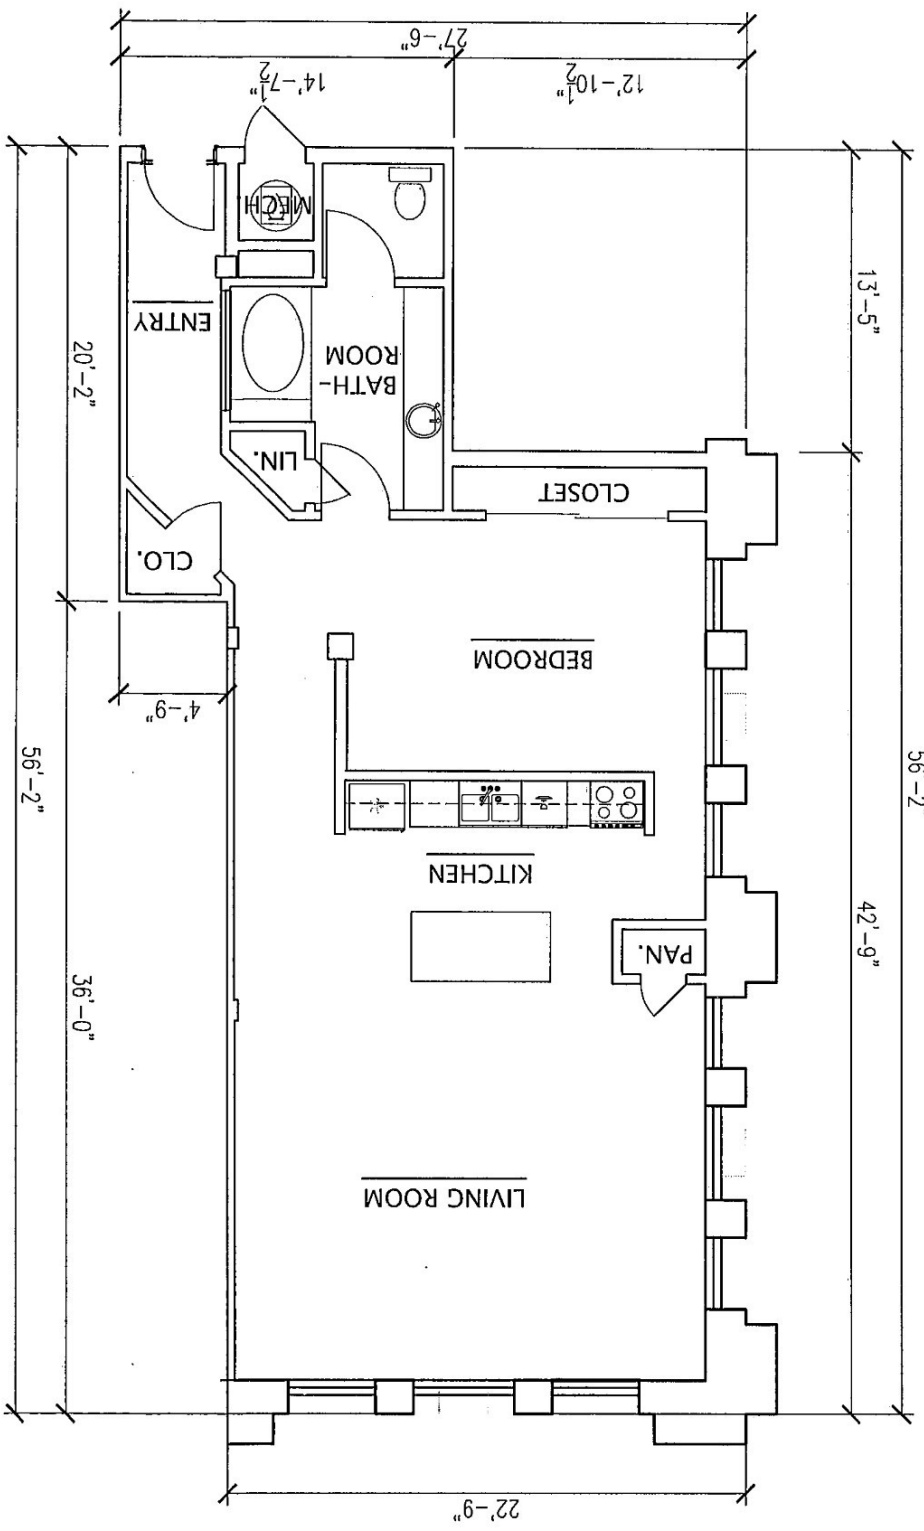 22'-9"
LIVING ROOM
PAN.
KITCHEN
BEDROOM
4'-9"
CLO.
CLOSET
LIN.
BATH-
ROOM
ENTRY
MECH.
12'-10½"
14'-7½"
27'-6"
56'-2"
42'-9"
13'-5"
36'-0"
20'-2"
56'-2"